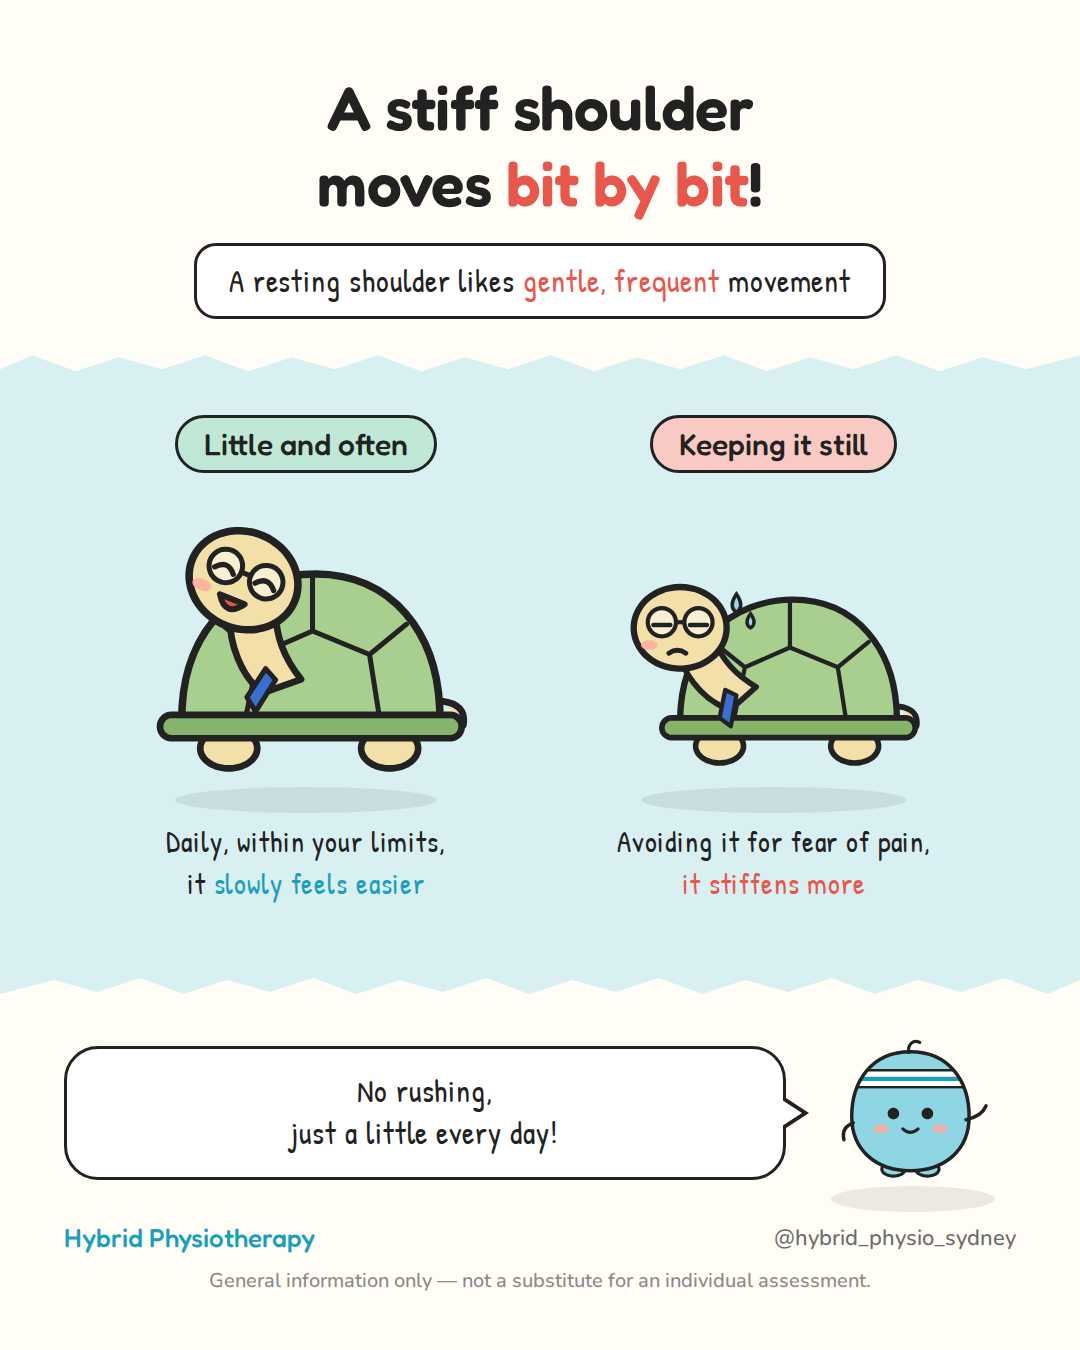 A stiff shoulder
moves bit by bit!
A resting shoulder likes gentle, frequent movement
Little and often
Keeping it still
Daily, within your limits,
it slowly feels easier
Avoiding it for fear of pain,
it stiffens more
No rushing,
just a little every day!
Hybrid Physiotherapy
@hybrid_physio_sydney
General information only — not a substitute for an individual assessment.